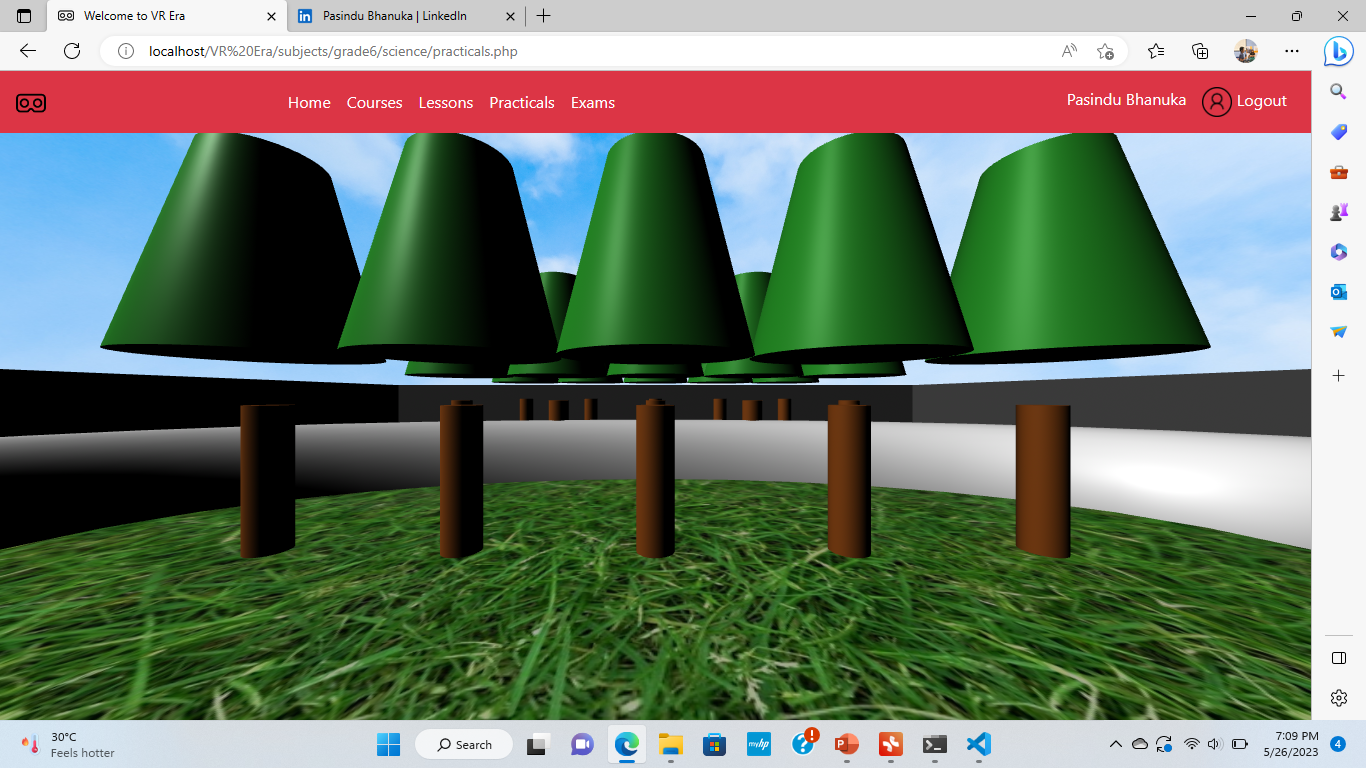 Welcome to VR Era
Pasindu Bhanuka | LinkedIn
localhost/VR%20Era/subjects/grade6/science/practicals.php
Home Courses Lessons Practicals Exams Pasindu Bhanuka Logout
30°C
Feels hotter
Search
myhp
7:09 PM
5/26/2023
4